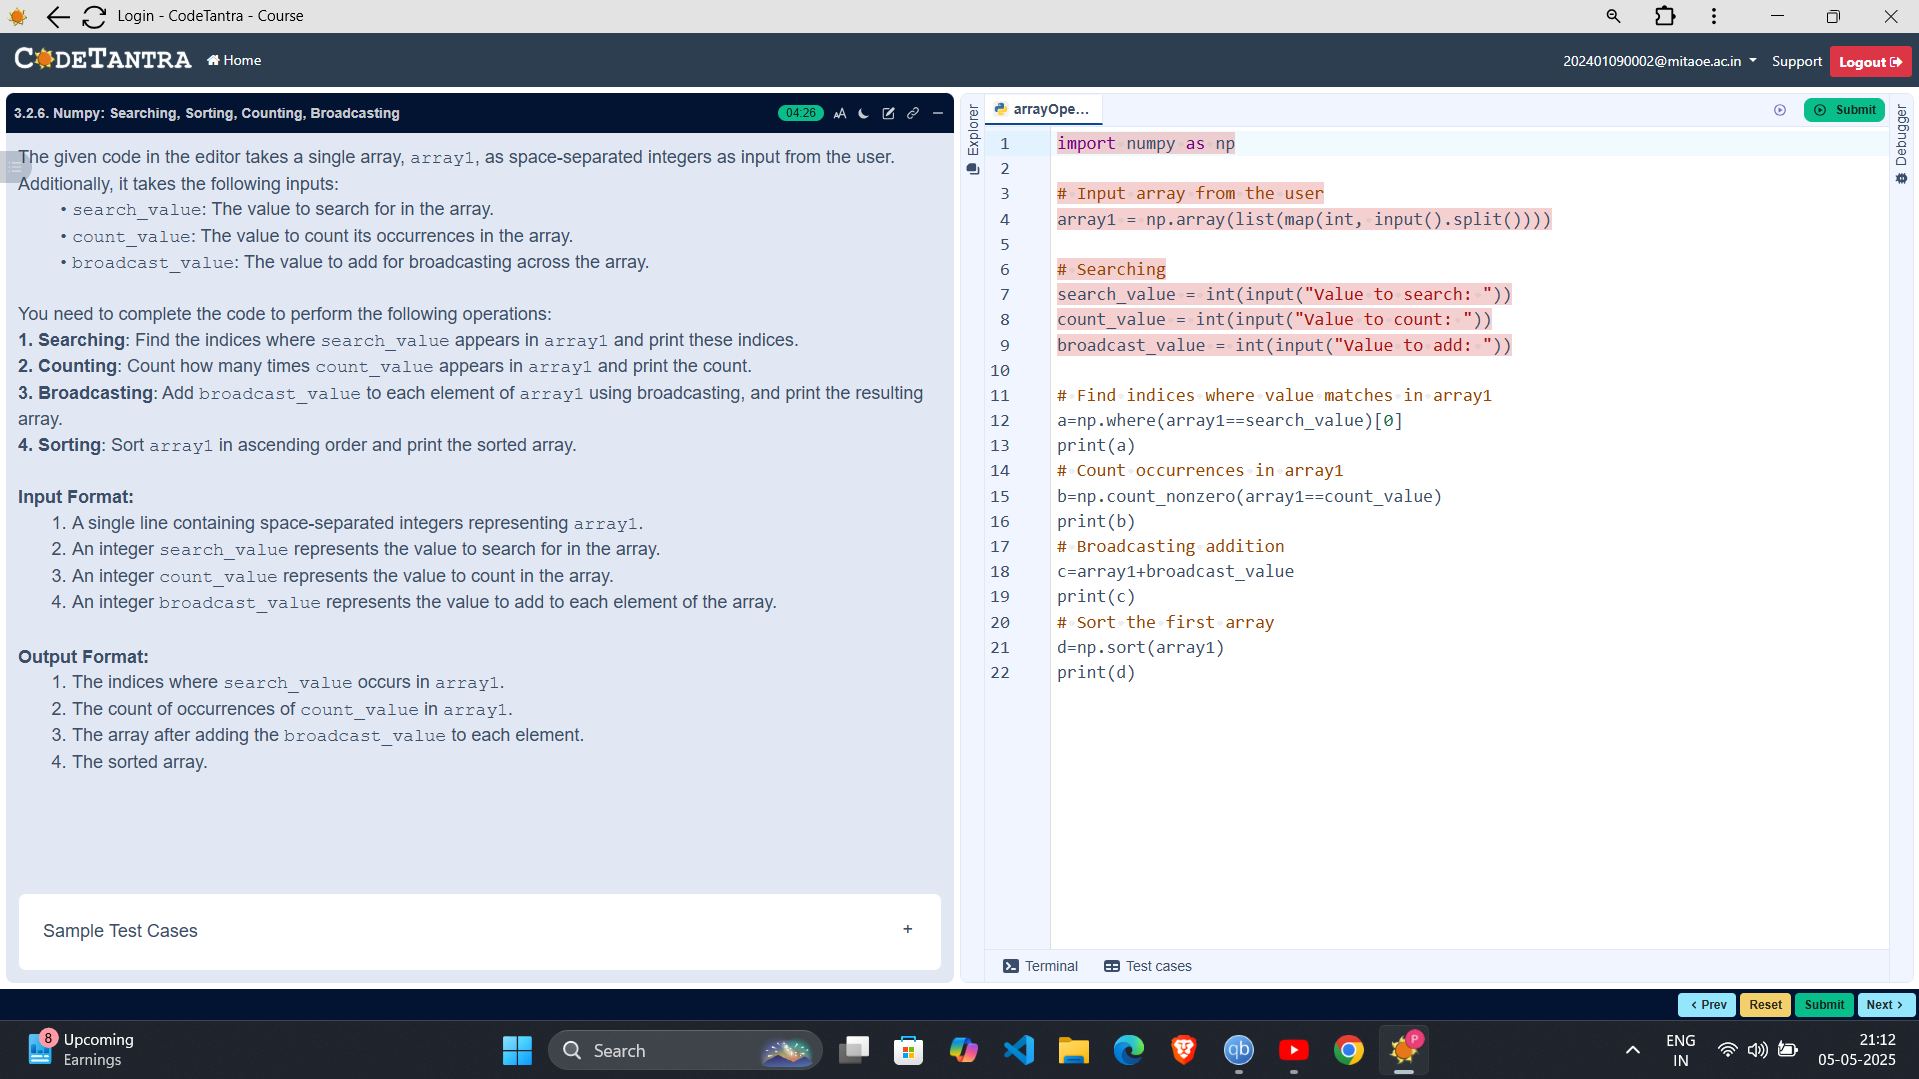 Login - CodeTantra - Course
CODETANTRA
Home
202401090002@mitaoe.ac.in
Support
Logout
3.2.6. Numpy: Searching, Sorting, Counting, Broadcasting
04:26
The given code in the editor takes a single array, array1, as space-separated integers as input from the user.
Additionally, it takes the following inputs:
• search_value: The value to search for in the array.
• count_value: The value to count its occurrences in the array.
• broadcast_value: The value to add for broadcasting across the array.
You need to complete the code to perform the following operations:
1. Searching: Find the indices where search_value appears in array1 and print these indices.
2. Counting: Count how many times count_value appears in array1 and print the count.
3. Broadcasting: Add broadcast_value to each element of array1 using broadcasting, and print the resulting
array.
4. Sorting: Sort array1 in ascending order and print the sorted array.
Input Format:
1. A single line containing space-separated integers representing array1.
2. An integer search_value represents the value to search for in the array.
3. An integer count_value represents the value to count in the array.
4. An integer broadcast_value represents the value to add to each element of the array.
Output Format:
1. The indices where search_value occurs in array1.
2. The count of occurrences of count_value in array1.
3. The array after adding the broadcast_value to each element.
4. The sorted array.
Sample Test Cases
+
Explorer
arrayOpe...
Submit
Debugger
1 import numpy as np
2
3 # Input array from the user
4 array1 = np.array(list(map(int, input().split())))
5
6 # Searching
7 search_value = int(input("Value to search: "))
8 count_value = int(input("Value to count: "))
9 broadcast_value = int(input("Value to add: "))
10
11 # Find indices where value matches in array1
12 a=np.where(array1==search_value)[0]
13 print(a)
14 # Count occurrences in array1
15 b=np.count_nonzero(array1==count_value)
16 print(b)
17 # Broadcasting addition
18 c=array1+broadcast_value
19 print(c)
20 # Sort the first array
21 d=np.sort(array1)
22 print(d)
Terminal
Test cases
< Prev
Reset
Submit
Next >
8
Upcoming
Earnings
Search
qb
P
ENG
IN
21:12
05-05-2025